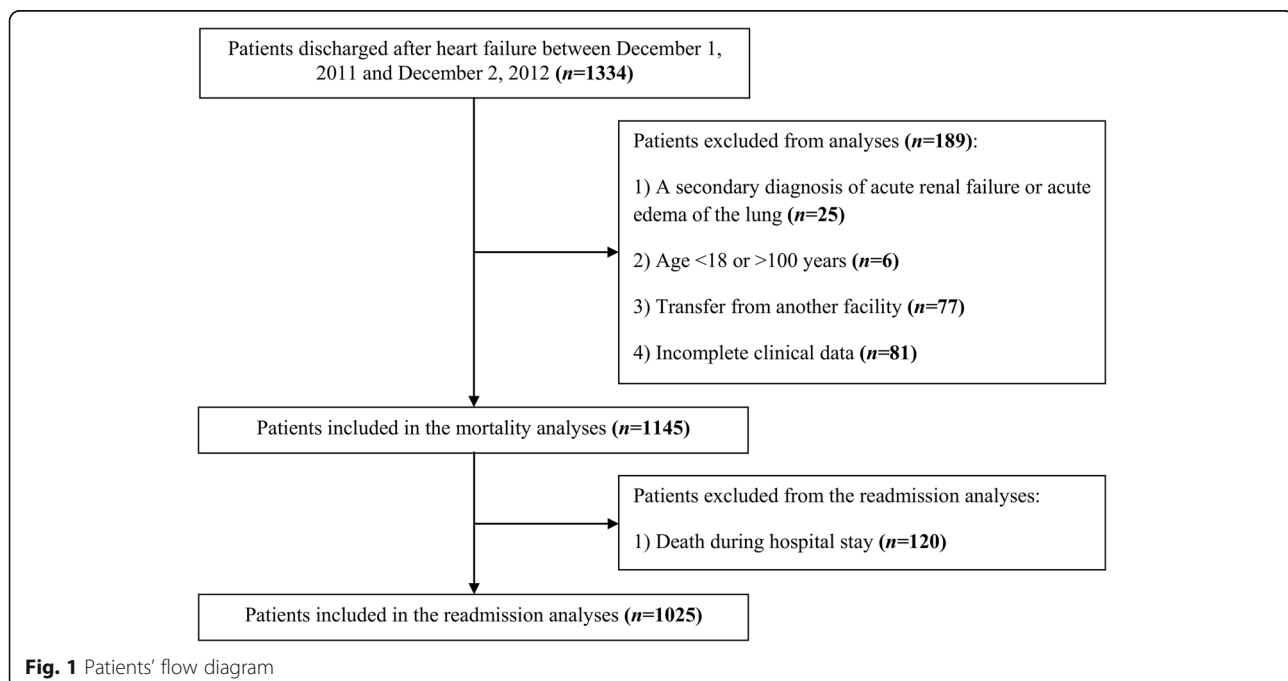 Patients discharged after heart failure between December 1,
2011 and December 2, 2012 (n=1334)
Patients excluded from analyses (n=189):
1) A secondary diagnosis of acute renal failure or acute
edema of the lung (n=25)
2) Age <18 or >100 years (n=6)
3) Transfer from another facility (n=77)
4) Incomplete clinical data (n=81)
Patients included in the mortality analyses (n=1145)
Patients excluded from the readmission analyses:
1) Death during hospital stay (n=120)
Patients included in the readmission analyses (n=1025)
Fig. 1 Patients’ flow diagram